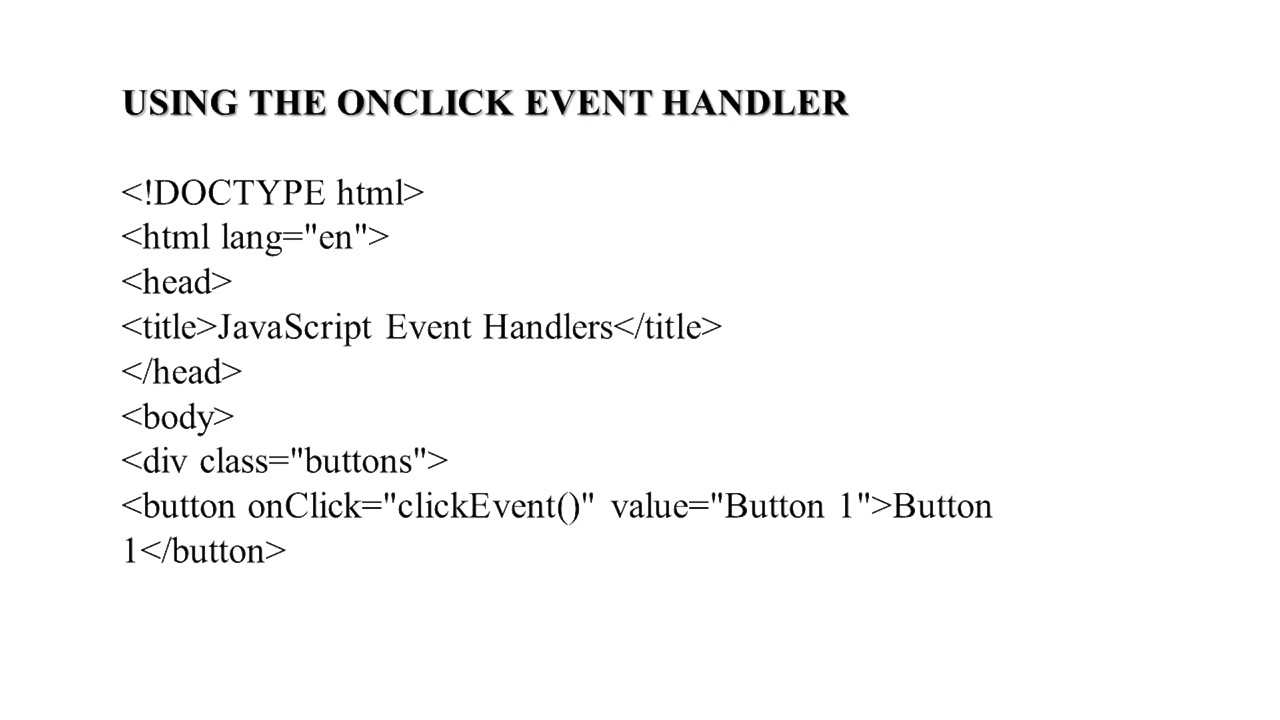 USING THE ONCLICK EVENT HANDLER
<!DOCTYPE html>
<html lang="en">
<head>
<title>JavaScript Event Handlers</title>
</head>
<body>
<div class="buttons">
<button onClick="clickEvent()" value="Button 1">Button
1</button>